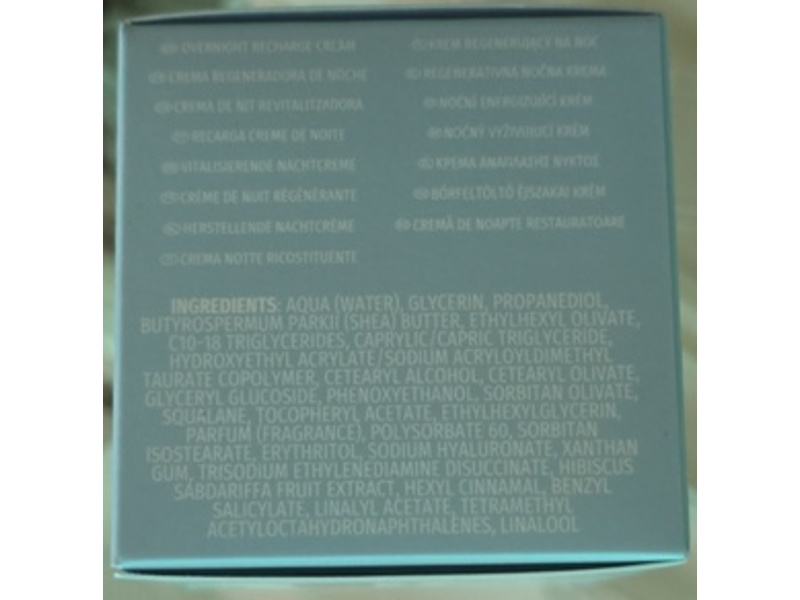 OVERNIGHT RECHARGE CREAM
CREMA REGENERADORA DE NOCHE
CREMA DE NIT REVITALITZADORA
RECARGA CREME DE NOITE
VITALISIERENDE NACHTCREME
CRÈME DE NUIT RÉGÉNÉRANTE
HERSTELLENDE NACHTCRÈME
CREMA NOTTE RICOSTITUENTE
KREM REGENERUJĄCY NA NOC
REGENERATIVNA NOČNA KREMA
NOČNÍ ENERGIZUJÍCÍ KRÉM
NOČNÝ VYŽIVUJÚCI KRÉM
ΚΡΕΜΑ ΑΝΑΠΛΑΣΗΣ ΝΥΚΤΟΣ
BŐRFELTÖLTŐ ÉJSZAKAI KRÉM
CREMĂ DE NOAPTE RESTAURATOARE
INGREDIENTS: AQUA (WATER), GLYCERIN, PROPANEDIOL,
BUTYROSPERMUM PARKII (SHEA) BUTTER, ETHYLHEXYL OLIVATE,
C10-18 TRIGLYCERIDES, CAPRYLIC/CAPRIC TRIGLYCERIDE,
HYDROXYETHYL ACRYLATE/SODIUM ACRYLOYLDIMETHYL
TAURATE COPOLYMER, CETEARYL ALCOHOL, CETEARYL OLIVATE,
GLYCERYL GLUCOSIDE, PHENOXYETHANOL, SORBITAN OLIVATE,
SQUALANE, TOCOPHERYL ACETATE, ETHYLHEXYLGLYCERIN,
PARFUM (FRAGRANCE), POLYSORBATE 60, SORBITAN
ISOSTEARATE, ERYTHRITOL, SODIUM HYALURONATE, XANTHAN
GUM, TRISODIUM ETHYLENEDIAMINE DISUCCINATE, HIBISCUS
SABDARIFFA FRUIT EXTRACT, HEXYL CINNAMAL, BENZYL
SALICYLATE, LINALYL ACETATE, TETRAMETHYL
ACETYLOCTAHYDRONAPHTHALENES, LINALOOL